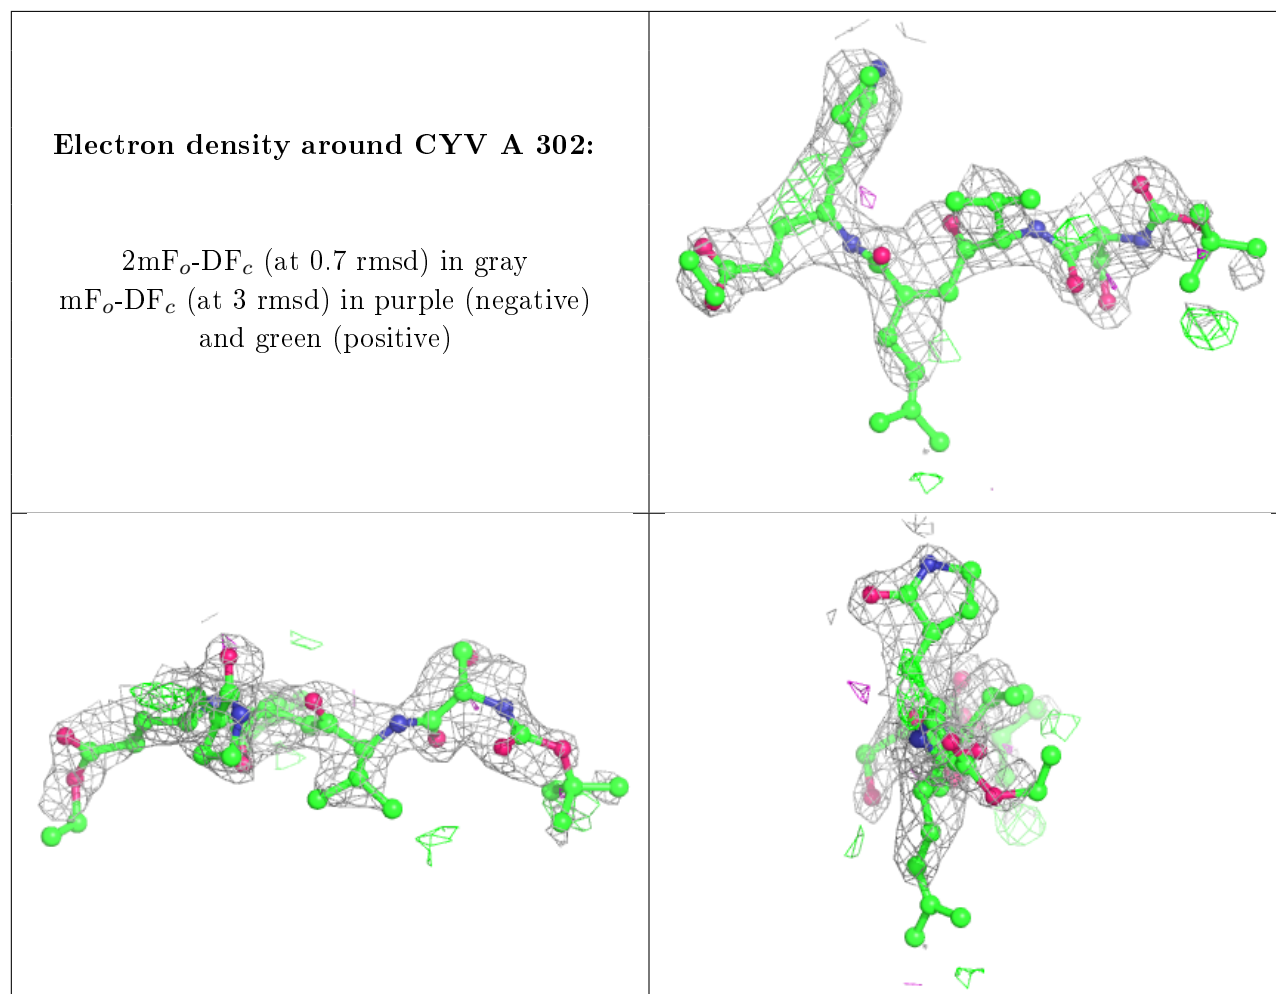 Electron density around CYV A 302:
2mFo-DFc (at 0.7 rmsd) in gray
mFo-DFc (at 3 rmsd) in purple (negative)
and green (positive)